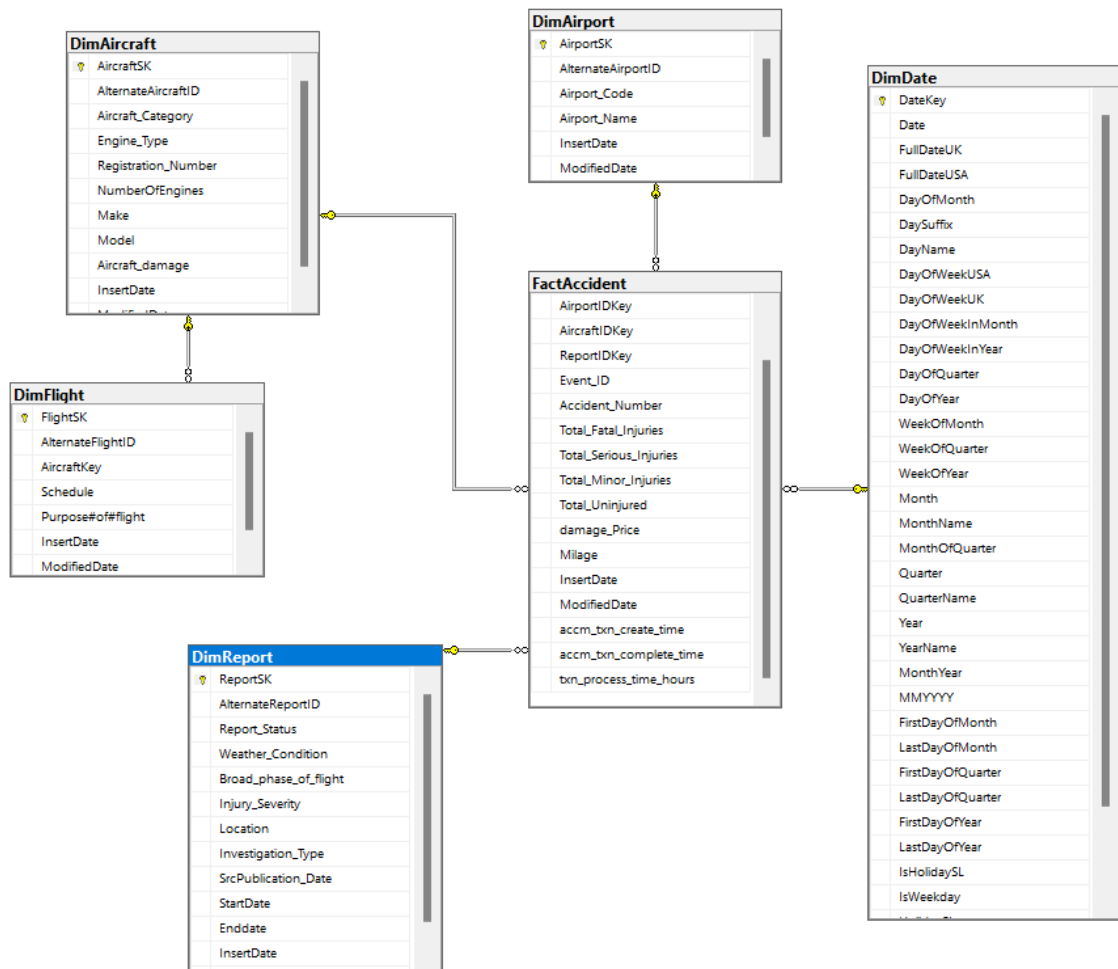 DimAircraft
AircraftSK
AlternateAircraftID
Aircraft_Category
Engine_Type
Registration_Number
NumberOfEngines
Make
Model
Aircraft_damage
InsertDate
DimFlight
FlightSK
AlternateFlightID
AircraftKey
Schedule
Purpose#of#flight
InsertDate
ModifiedDate
DimAirport
AirportSK
AlternateAirportID
Airport_Code
Airport_Name
InsertDate
ModifiedDate
FactAccident
AirportIDKey
AircraftIDKey
ReportIDKey
Event_ID
Accident_Number
Total_Fatal_Injuries
Total_Serious_Injuries
Total_Minor_Injuries
Total_Uninjured
damage_Price
Milage
InsertDate
ModifiedDate
accm_txn_create_time
accm_txn_complete_time
txn_process_time_hours
DimReport
ReportSK
AlternateReportID
Report_Status
Weather_Condition
Broad_phase_of_flight
Injury_Severity
Location
Investigation_Type
SrcPublication_Date
StartDate
Enddate
InsertDate
DimDate
DateKey
Date
FullDateUK
FullDateUSA
DayOfMonth
DaySuffix
DayName
DayOfWeekUSA
DayOfWeekUK
DayOfWeekInMonth
DayOfWeekInYear
DayOfQuarter
DayOfYear
WeekOfMonth
WeekOfQuarter
WeekOfYear
Month
MonthName
MonthOfQuarter
Quarter
QuarterName
Year
YearName
MonthYear
MMYYYY
FirstDayOfMonth
LastDayOfMonth
FirstDayOfQuarter
LastDayOfQuarter
FirstDayOfYear
LastDayOfYear
IsHolidaySL
IsWeekday